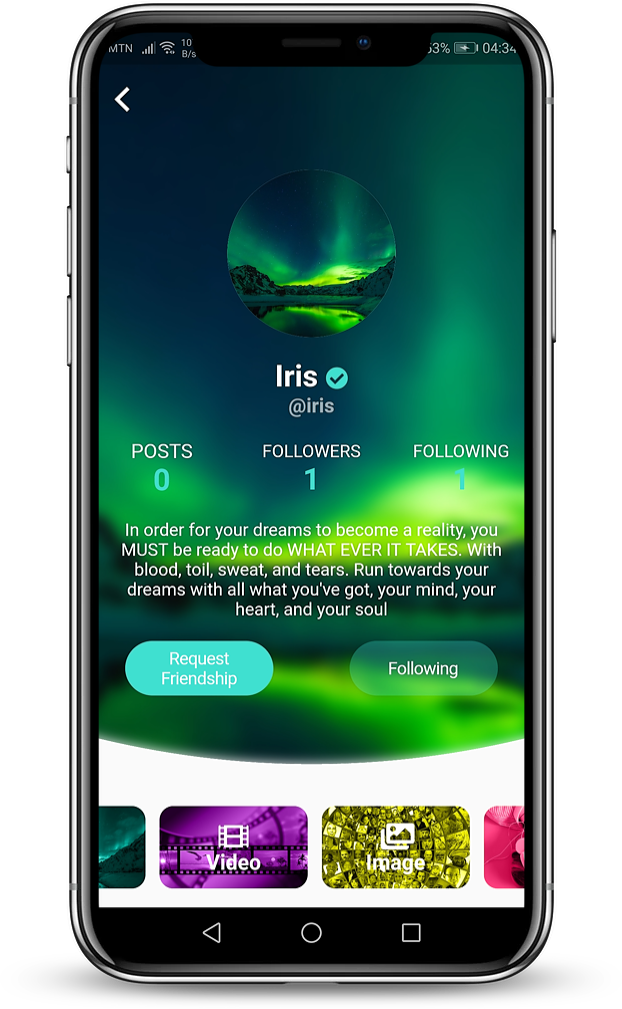 MTN 10 B/s 53% 04:34
Iris
@iris
POSTS FOLLOWERS FOLLOWING
0 1 1
In order for your dreams to become a reality, you
MUST be ready to do WHAT EVER IT TAKES. With
blood, toil, sweat, and tears. Run towards your
dreams with all what you've got, your mind, your
heart, and your soul
Request
Friendship
Following
Video Image